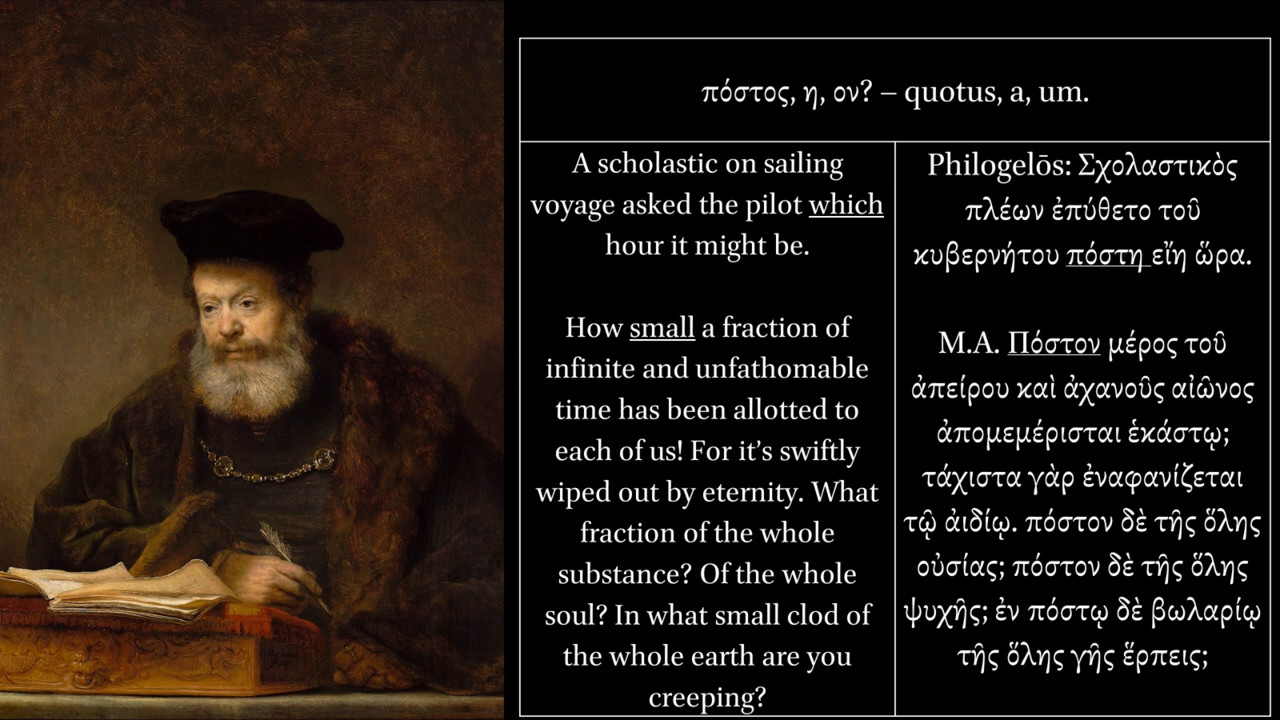 πόστος, η, ον? – quotus, a, um.
A scholastic on sailing
voyage asked the pilot which
hour it might be.
How small a fraction of
infinite and unfathomable
time has been allotted to
each of us! For it’s swiftly
wiped out by eternity. What
fraction of the whole
substance? Of the whole
soul? In what small clod of
the whole earth are you
creeping?
Philogelōs: Σχολαστικὸς
πλέων ἐπύθετο τοῦ
κυβερνήτου πόστη εἴη ὥρα.
Μ.Α. Πόστον μέρος τοῦ
ἀπείρου καὶ ἀχανοῦς αἰῶνος
ἀπομεμέρισται ἑκάστῳ;
τάχιστα γὰρ ἐναφανίζεται
τῷ ἀιδίῳ. πόστον δὲ τῆς ὅλης
οὐσίας; πόστον δὲ τῆς ὅλης
ψυχῆς; ἐν πόστῳ δὲ βωλαρίῳ
τῆς ὅλης γῆς ἕρπεις;